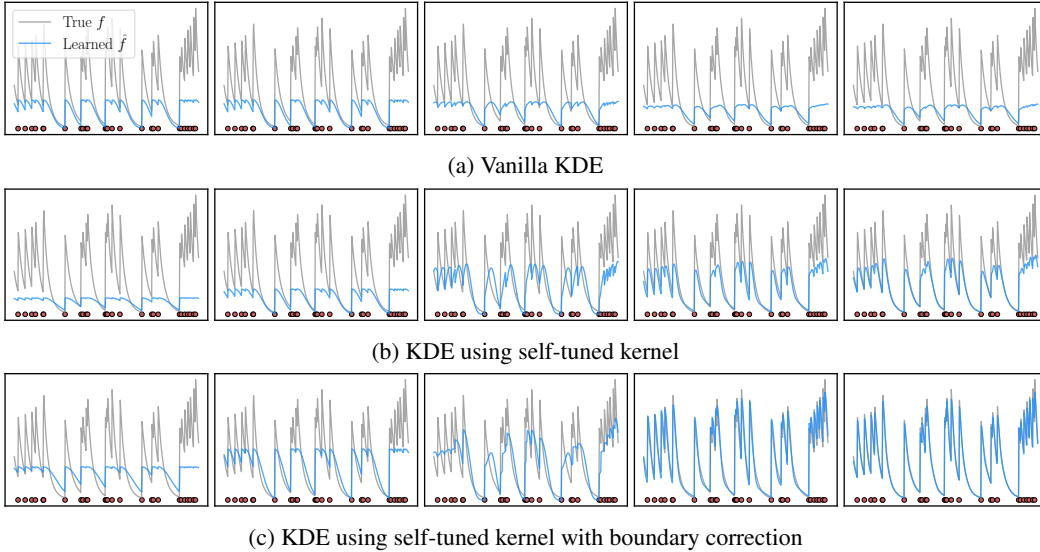 True f
Learned f̂
(a) Vanilla KDE
(b) KDE using self-tuned kernel
(c) KDE using self-tuned kernel with boundary correction